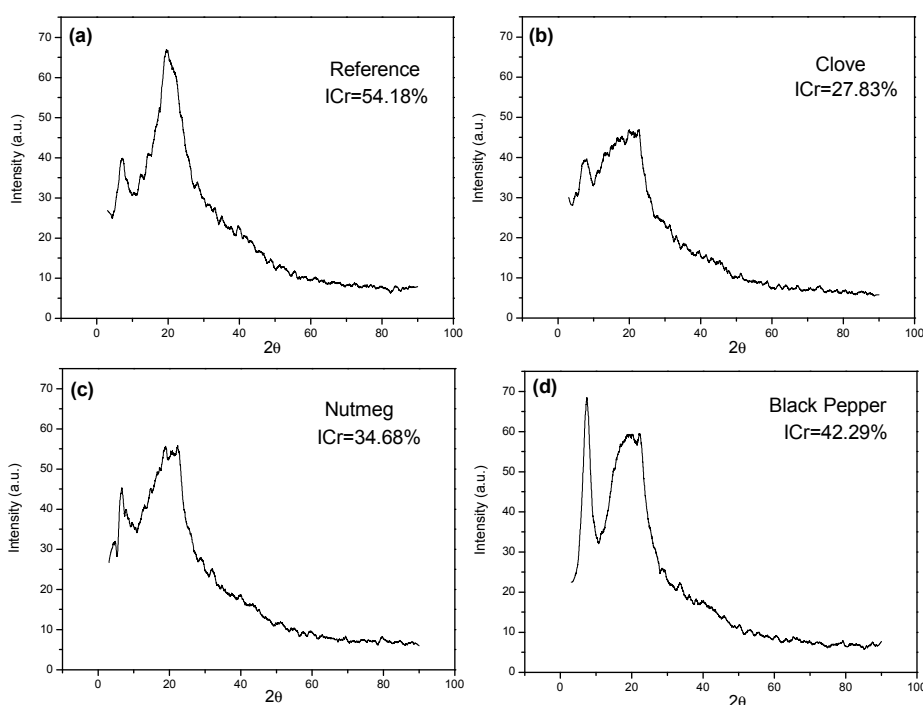 (a)
Reference
ICr=54.18%
Intensity (a.u.)
70
60
50
40
30
20
10
0
0 20 40 60 80 100
2θ
(b)
Clove
ICr=27.83%
Intensity (a.u.)
70
60
50
40
30
20
10
0
0 20 40 60 80 100
2θ
(c)
Nutmeg
ICr=34.68%
Intensity (a.u.)
70
60
50
40
30
20
10
0
0 20 40 60 80 100
2θ
(d)
Black Pepper
ICr=42.29%
Intensity (a.u.)
70
60
50
40
30
20
10
0
0 20 40 60 80 100
2θ